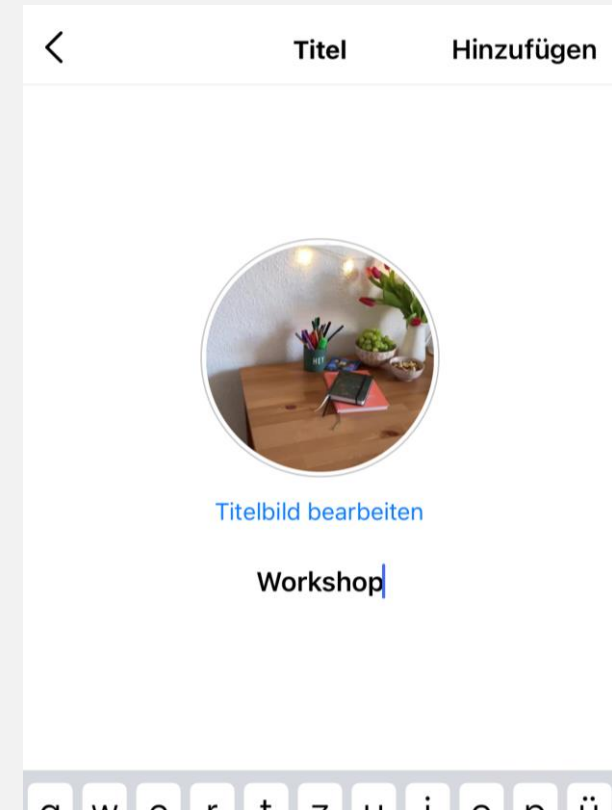 Titel
Hinzufügen
Titelbild bearbeiten
Workshop
q w e r t z u i o p ü